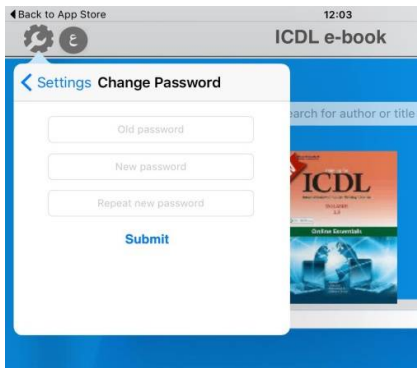 Back to App Store
12:03
ع
ICDL e-book
Settings Change Password
Old password
New password
Repeat new password
Submit
earch for author or title
ICDL
Online Essentials